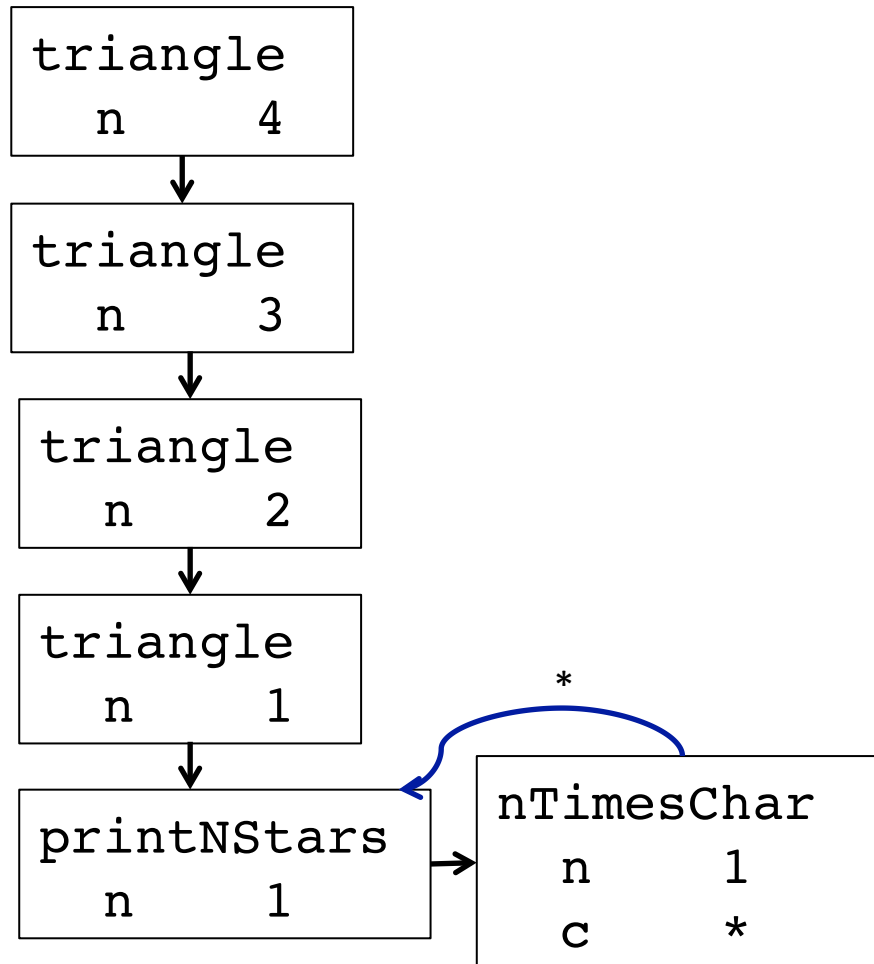 triangle
n 4
triangle
n 3
triangle
n 2
triangle
n 1
*
printNStars
n 1
nTimesChar
n 1
c *